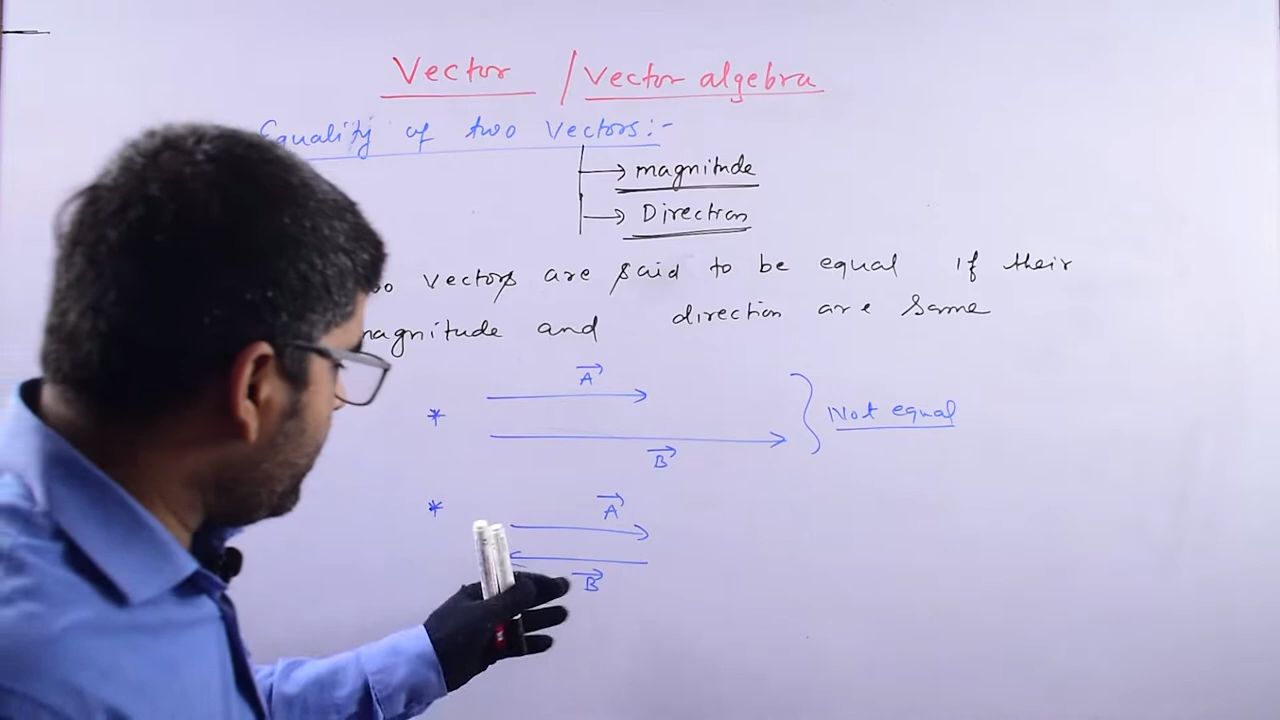 Vector / Vector algebra
Equality of two Vectors:-
→ magnitude
→ Direction
vectors are said to be equal if their
magnitude and direction are same
A
* 
B
Not equal
* 
A
B